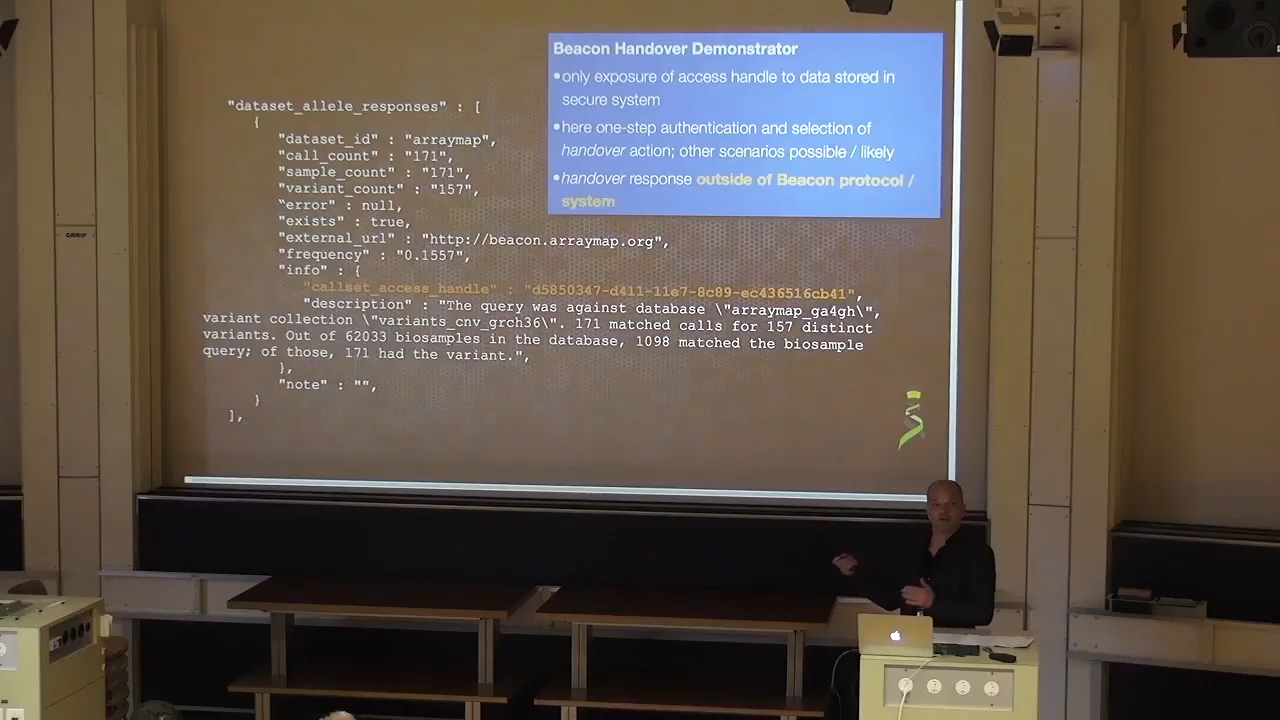 Beacon Handover Demonstrator
•only exposure of access handle to data stored in
secure system
•here one-step authentication and selection of
handover action; other scenarios possible / likely
•handover response outside of Beacon protocol /
system
"dataset_allele_responses" : [
{
"dataset_id" : "arraymap",
"call_count" : "171",
"sample_count" : "171",
"variant_count" : "157",
"error" : null,
"exists" : true,
"external_url" : "http://beacon.arraymap.org",
"frequency" : "0.1557",
"info" : {
"callset_access_handle" : "d5850347-d411-11e7-8c89-ec436516cb41",
"description" : "The query was against database \"arraymap_ga4gh\",
variant collection \"variants_cnv_grch36\". 171 matched calls for 157 distinct
variants. Out of 62033 biosamples in the database, 1098 matched the biosample
query; of those, 171 had the variant.",
},
"note" : "",
}
],
GRRIF